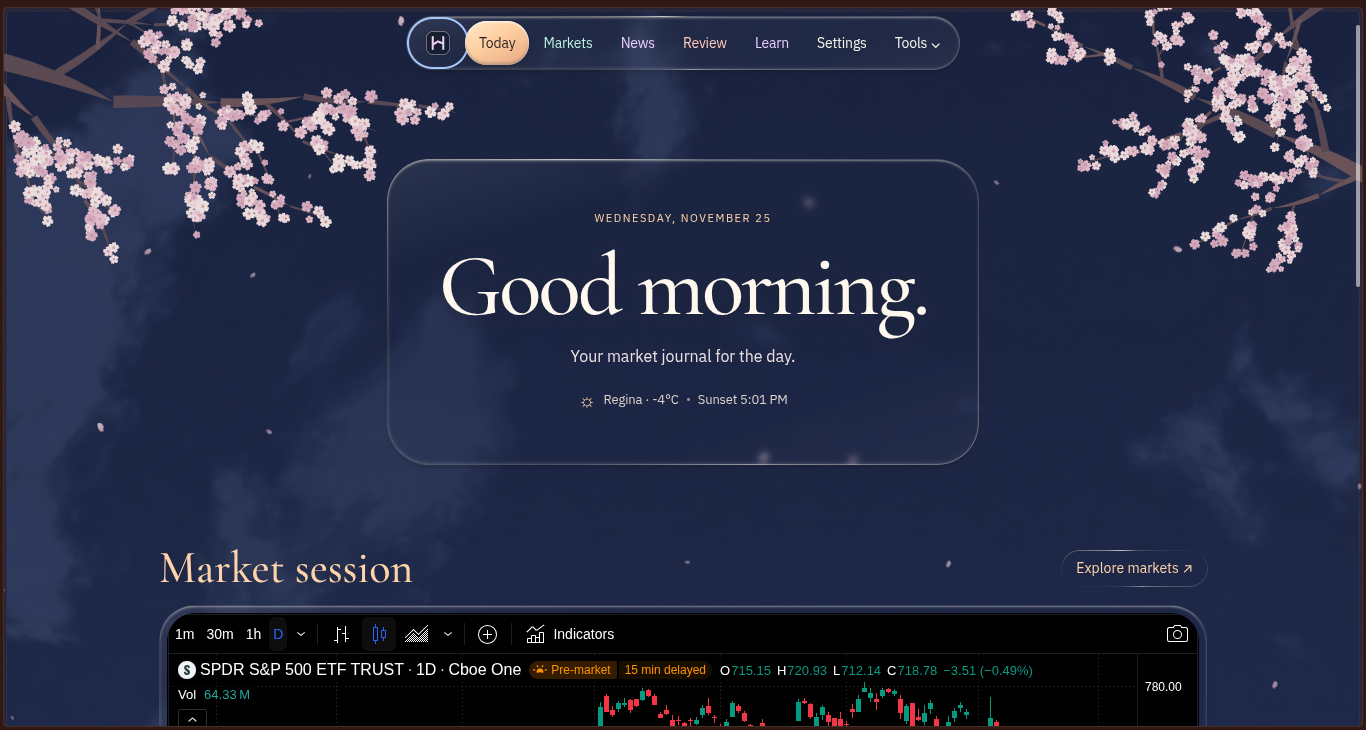 Today Markets News Review Learn Settings Tools
WEDNESDAY, NOVEMBER 25
Good morning.
Your market journal for the day.
Regina · -4°C • Sunset 5:01 PM
Market session
Explore markets ↗
1m 30m 1h D Indicators
S SPDR S&P 500 ETF TRUST · 1D · Cboe One Pre-market 15 min delayed O715.15 H720.93 L712.14 C718.78 −3.51 (−0.49%)
Vol 64.33 M
780.00